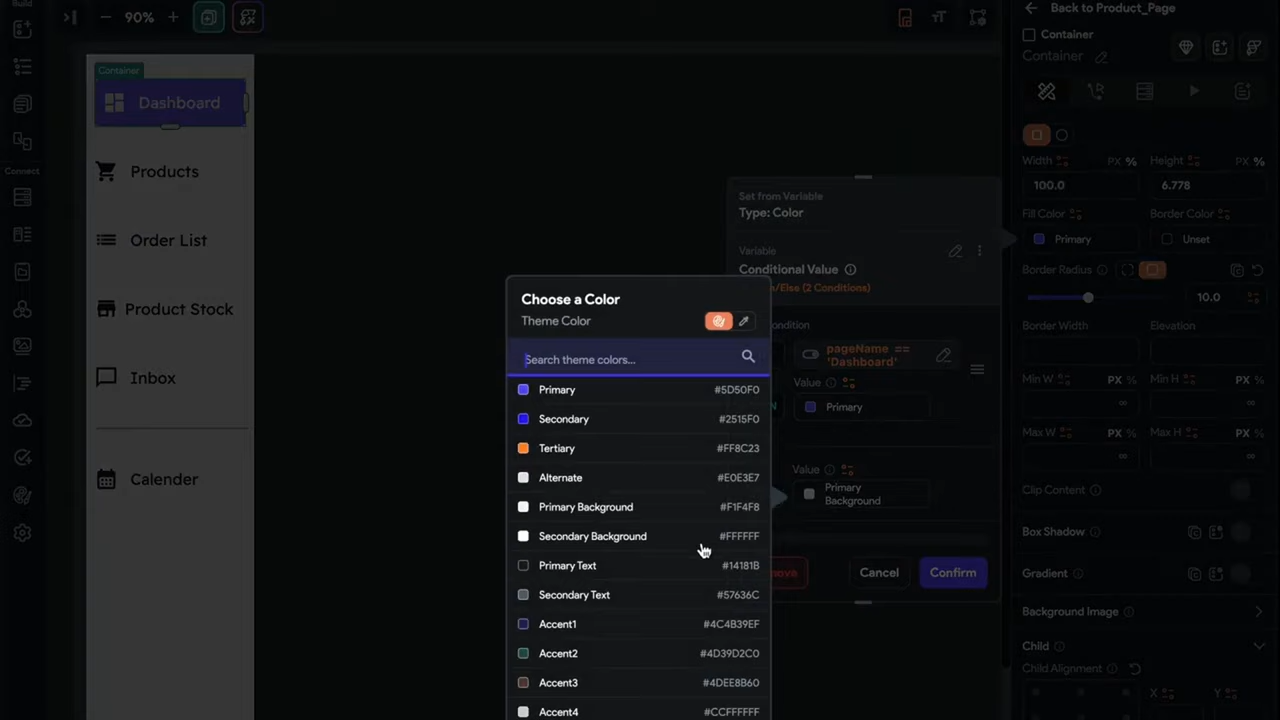 Build
90%
Back to Product_Page
Container
Container
Container
Dashboard
Products
Order List
Product Stock
Inbox
Calender
Connect
Width
PX %
Height
PX %
100.0
6.778
Fill Color
Border Color
Primary
Unset
Border Radius
10.0
Border Width
Elevation
Min W
PX %
Min H
PX %
∞
∞
Max W
PX %
Max H
PX %
∞
∞
Clip Content
Box Shadow
Gradient
Background Image
Child
Child Alignment
X
Y
Set from Variable
Type: Color
Variable
Conditional Value
/Else (2 Conditions)
pageName ==
'Dashboard'
Value
Primary
Value
Primary
Background
Cancel
Confirm
Choose a Color
Theme Color
Search theme colors...
Primary #5D50F0
Secondary #2515F0
Tertiary #FF8C23
Alternate #E0E3E7
Primary Background #F1F4F8
Secondary Background #FFFFFF
Primary Text #14181B
Secondary Text #57636C
Accent1 #4C4B39EF
Accent2 #4D39D2C0
Accent3 #4DEE8B60
Accent4 #CCFFFFFF